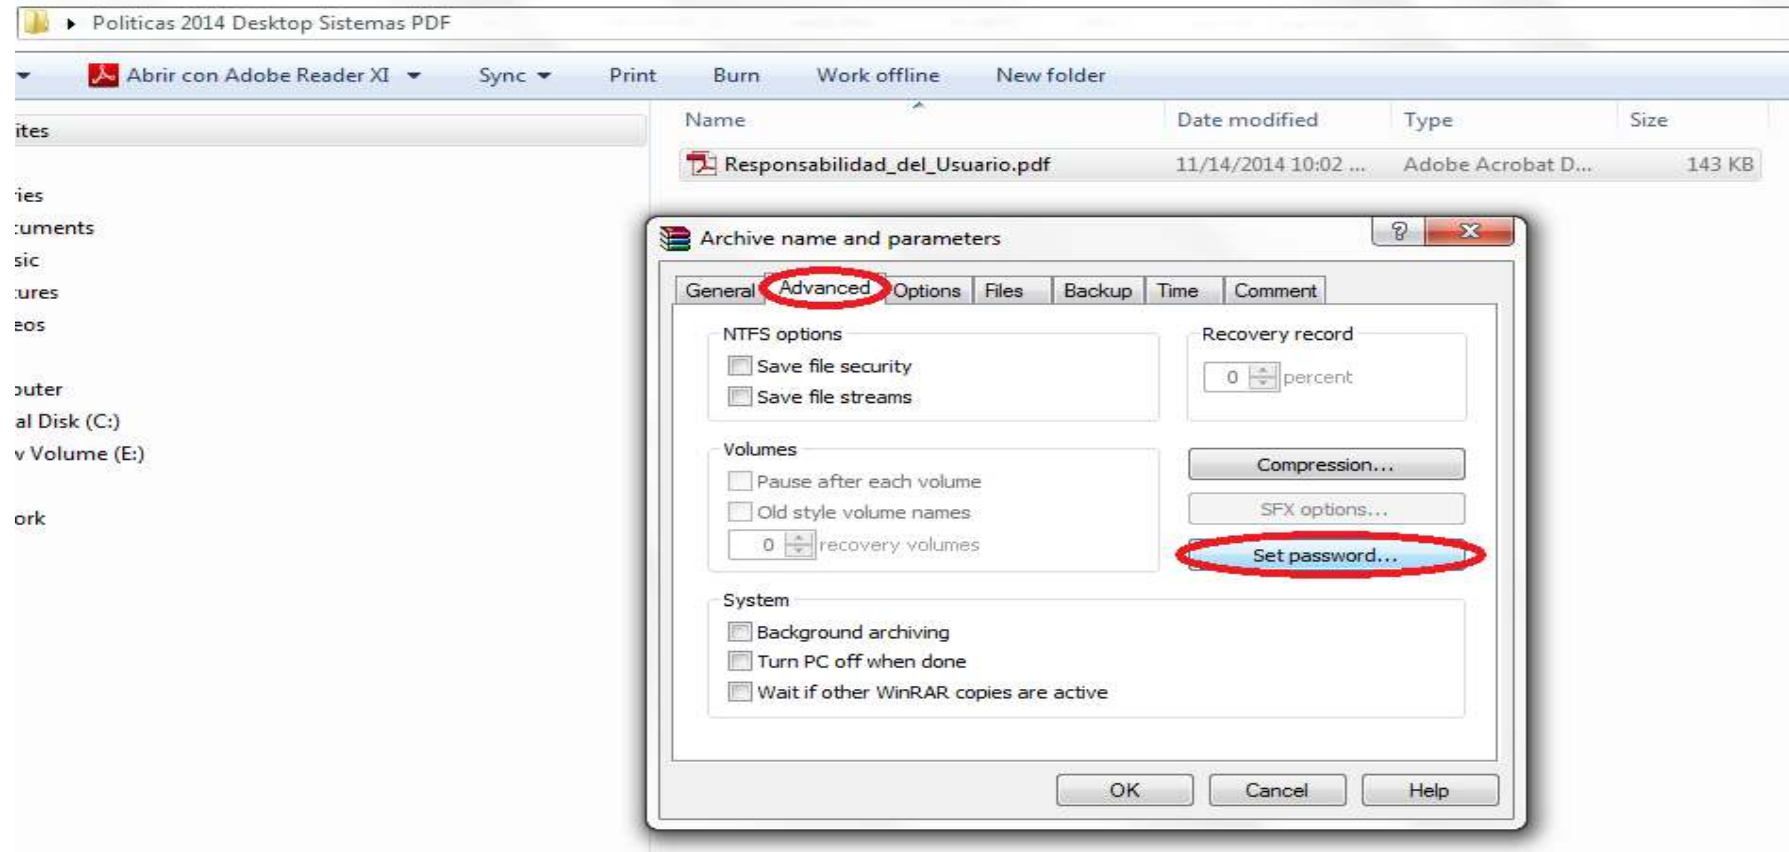 Politicas 2014 Desktop Sistemas PDF
Abrir con Adobe Reader XI Sync Print Burn Work offline New folder
Name Date modified Type Size
ites
Responsabilidad_del_Usuario.pdf 11/14/2014 10:02 ... Adobe Acrobat D... 143 KB
ries
cuments
sic
tures
eos
puter
al Disk (C:)
w Volume (E:)
ork
Archive name and parameters
General Advanced Options Files Backup Time Comment
NTFS options
Save file security
Save file streams
Recovery record
0 percent
Volumes
Pause after each volume
Old style volume names
0 recovery volumes
Compression...
SFX options...
Set password...
System
Background archiving
Turn PC off when done
Wait if other WinRAR copies are active
OK Cancel Help